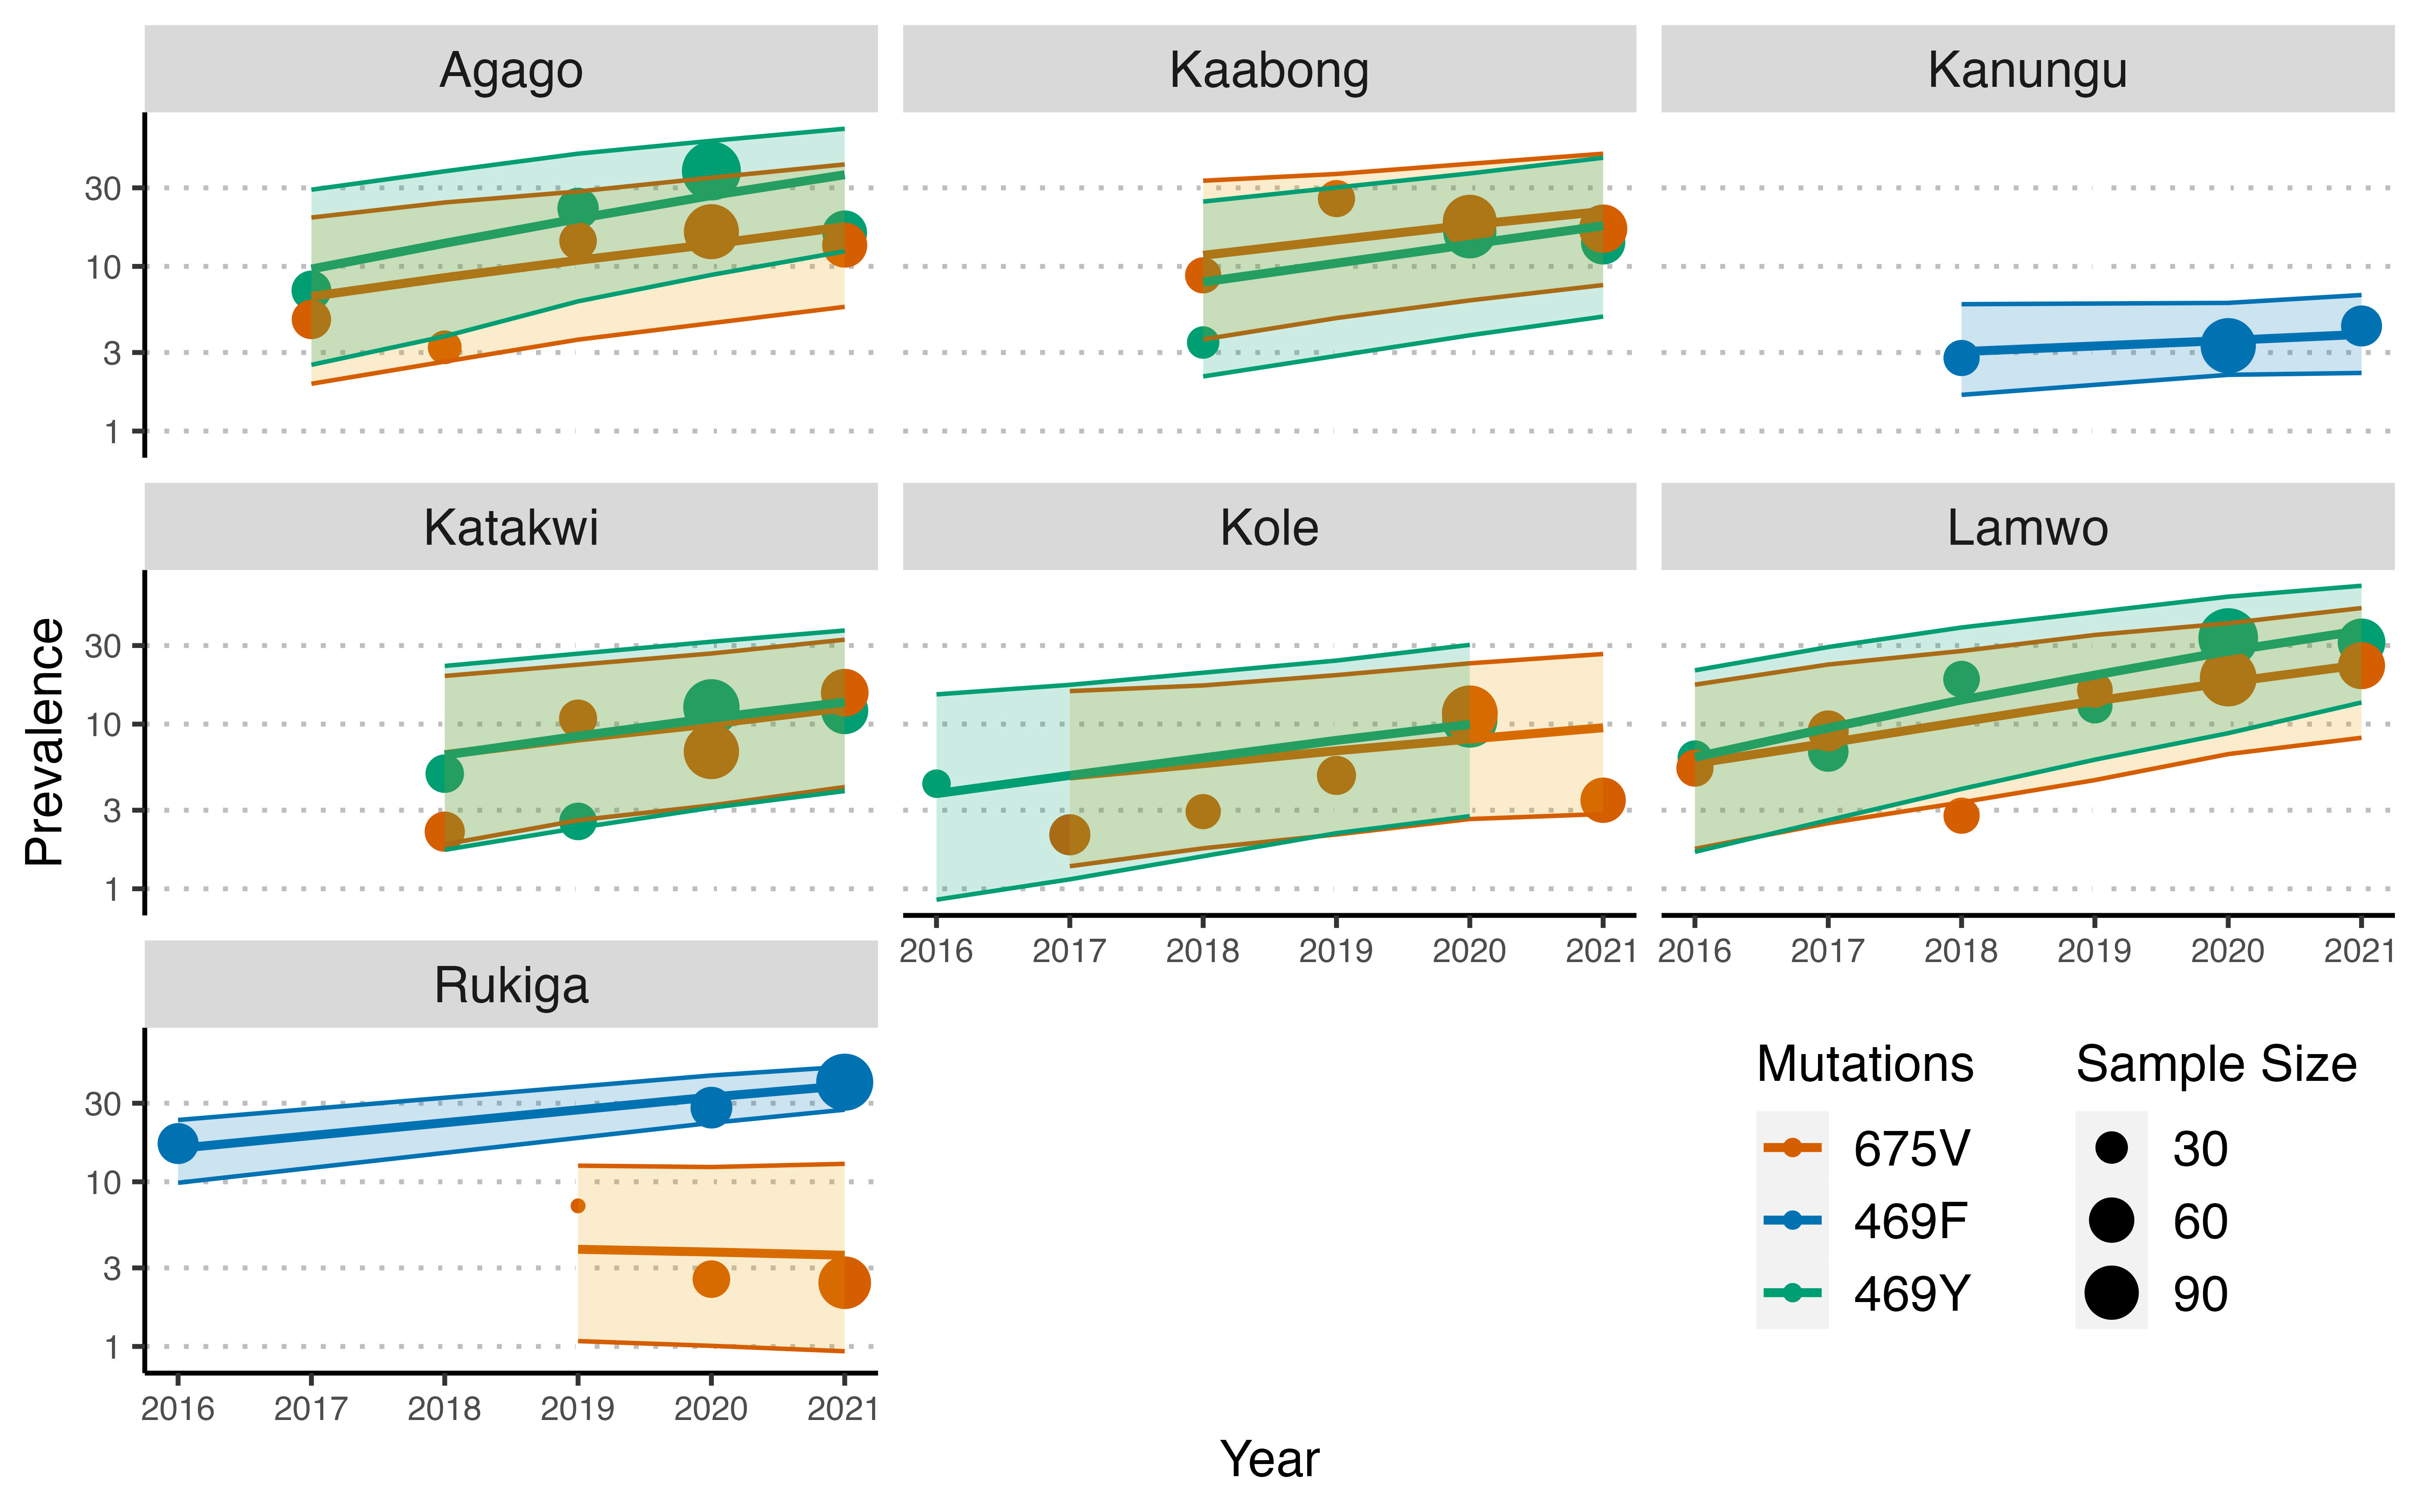 Agago
Kaabong
Kanungu
30
10
3
1
Katakwi
Kole
Lamwo
Prevalence
30
10
3
1
2016 2017 2018 2019 2020 2021
2016 2017 2018 2019 2020 2021
Rukiga
30
10
3
1
2016 2017 2018 2019 2020 2021
Mutations
675V
469F
469Y
Sample Size
30
60
90
Year